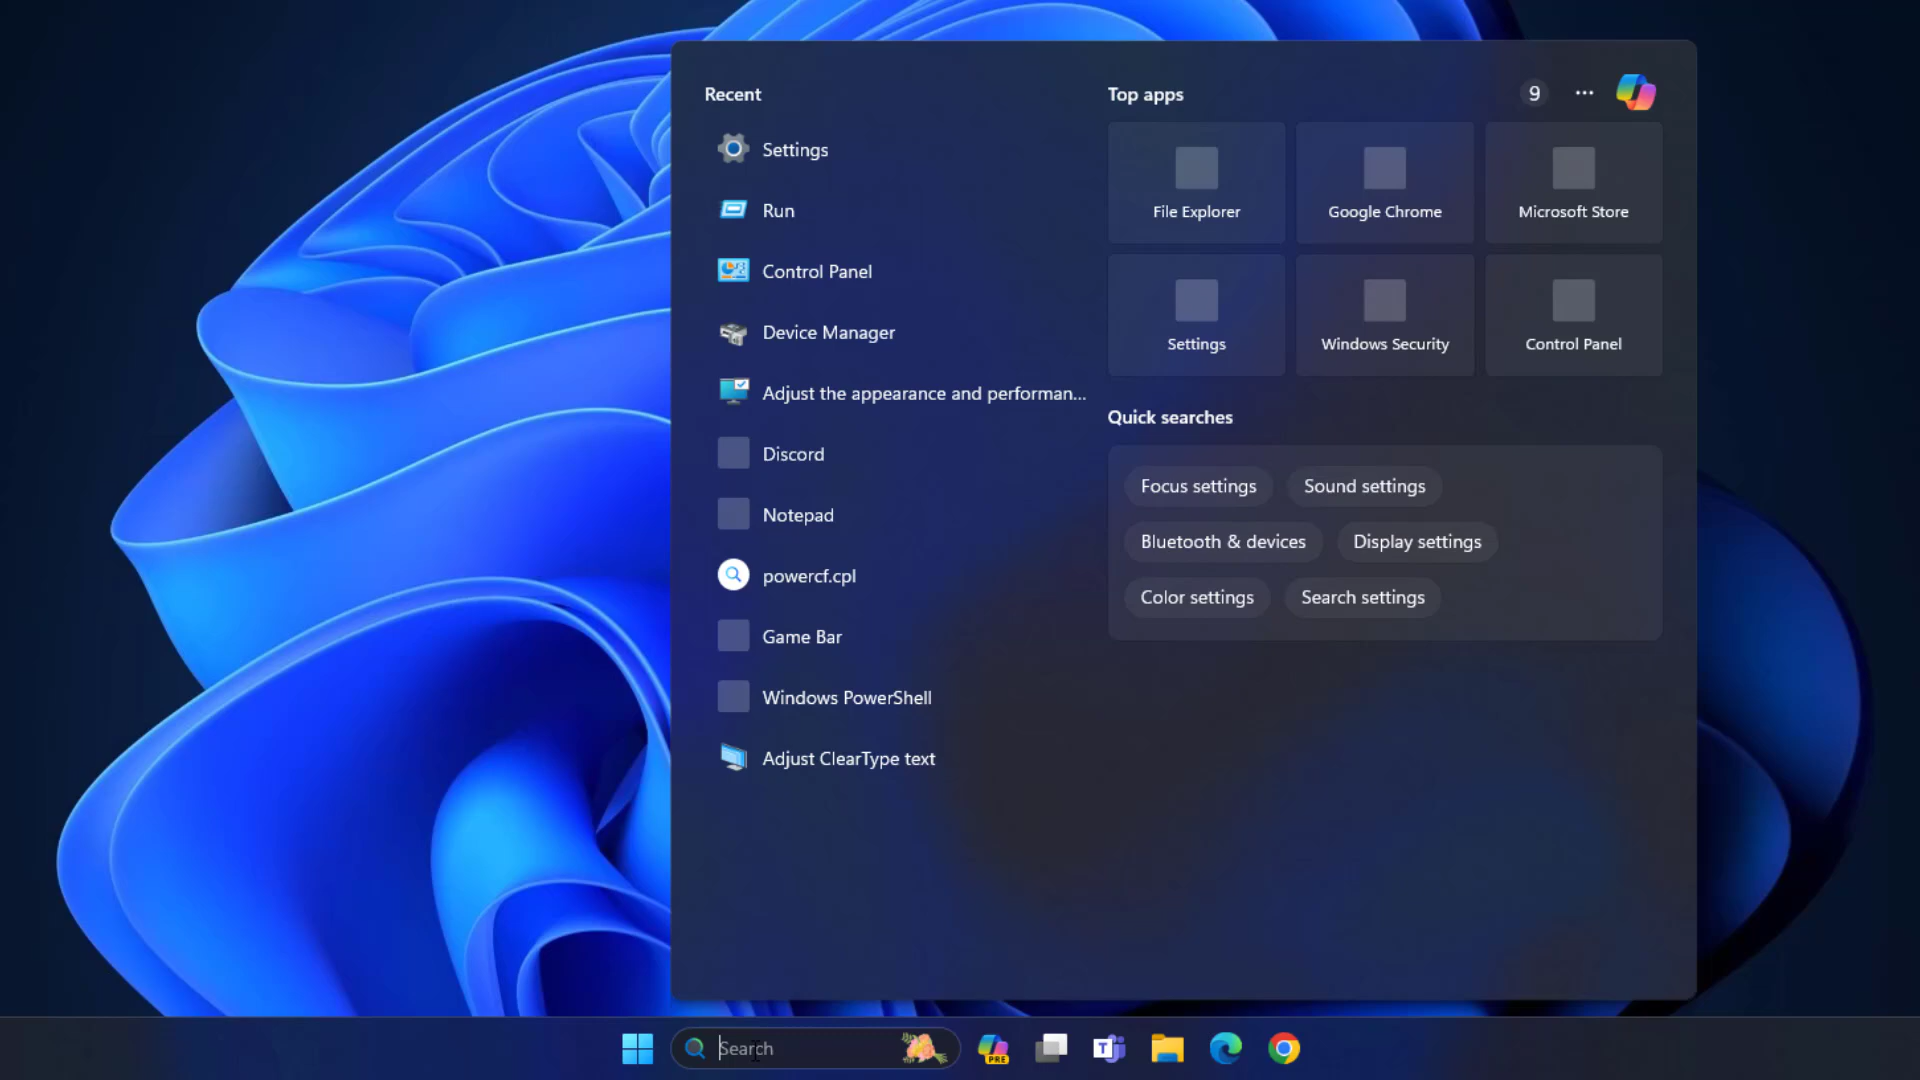 Recent
Settings
Run
Control Panel
Device Manager
Adjust the appearance and performan...
Discord
Notepad
powercf.cpl
Game Bar
Windows PowerShell
Adjust ClearType text
Top apps
9
File Explorer
Google Chrome
Microsoft Store
Settings
Windows Security
Control Panel
Quick searches
Focus settings
Sound settings
Bluetooth & devices
Display settings
Color settings
Search settings
Search
PRE
T